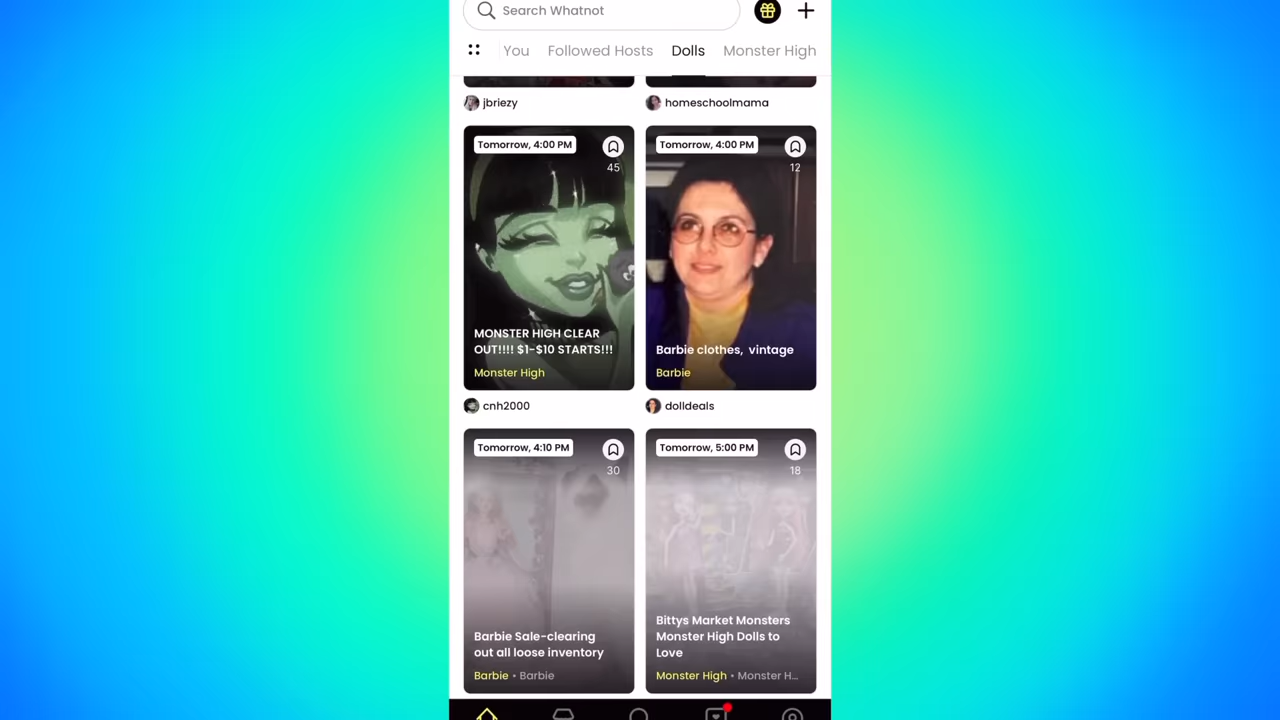 Search Whatnot
You Followed Hosts Dolls Monster High
jbriezy
homeschoolmama
Tomorrow, 4:00 PM
45
MONSTER HIGH CLEAR
OUT!!!! $1-$10 STARTS!!!
Monster High
cnh2000
Tomorrow, 4:00 PM
12
Barbie clothes, vintage
Barbie
dolldeals
Tomorrow, 4:10 PM
30
Barbie Sale-clearing
out all loose inventory
Barbie • Barbie
Tomorrow, 5:00 PM
18
Bittys Market Monsters
Monster High Dolls to
Love
Monster High • Monster H...